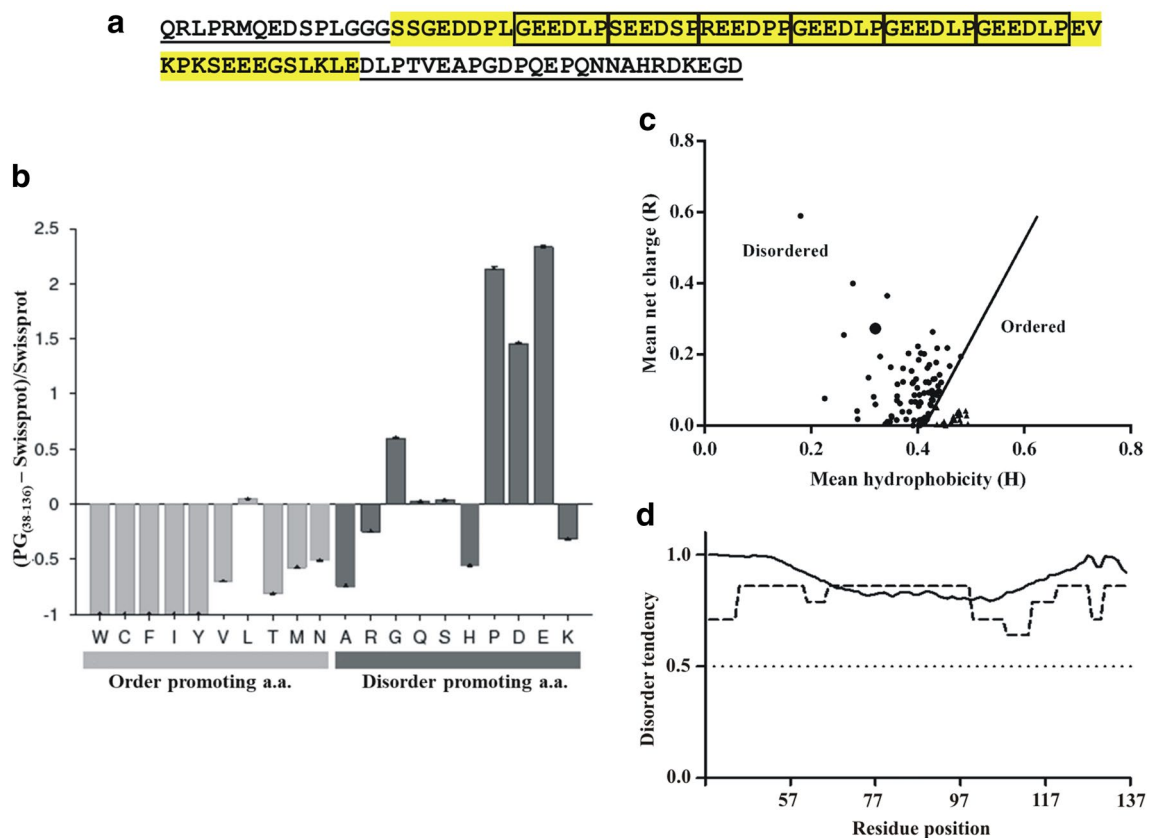 a
QRLPRMQEDSPLGGGSSGEDDPLGEEDLPSEEDSPREEDPPGEEDLPGEEDLPGEEDLPEV
KPKSEEEGSLKLEDLPTVEAPGDPQEPQNNAHRDKEGD
b
(PG(38-136) – Swissprot)/Swissprot
2.5
2
1.5
1
0.5
0
-0.5
-1
W C F I Y V L T M N A R G Q S H P D E K
Order promoting a.a. Disorder promoting a.a.
c
Mean net charge (R)
0.8
0.6
0.4
0.2
0.0
Disordered
Ordered
0.0 0.2 0.4 0.6 0.8
Mean hydrophobicity (H)
d
Disorder tendency
1.0
0.5
0.0
57 77 97 117 137
Residue position